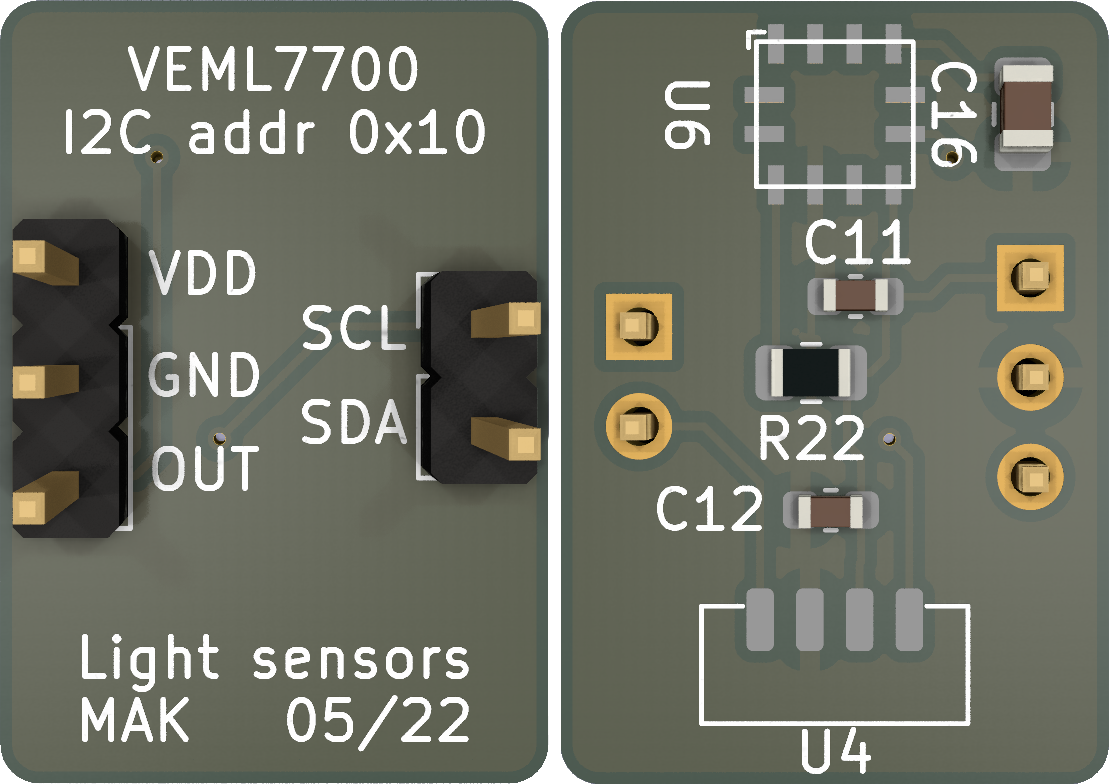 VEML7700
I2C addr 0x10
VDD
GND
OUT
SCL
SDA
Light sensors
MAK 05/22
U6
C16
C11
R22
C12
U4